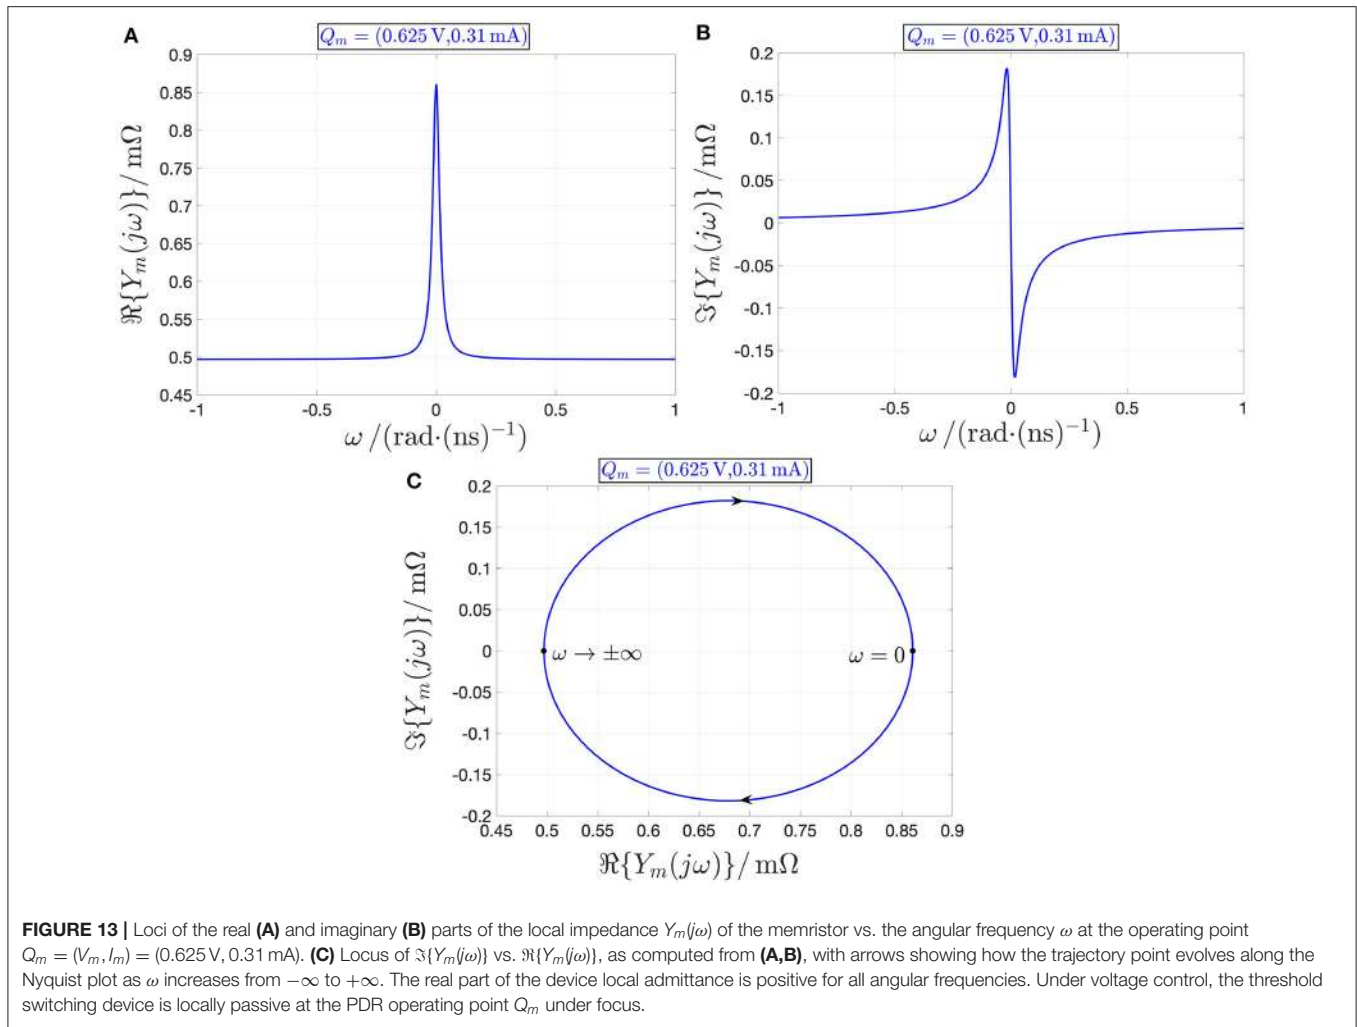 A
Q_m = (0.625 V,0.31 mA)
0.9
0.85
0.8
0.75
0.7
0.65
0.6
0.55
0.5
0.45
ℜ{Y_m(jω)}/ mΩ
-1
-0.5
0
0.5
1
ω /(rad·(ns)⁻¹)
B
Q_m = (0.625 V,0.31 mA)
0.2
0.15
0.1
0.05
0
-0.05
-0.1
-0.15
-0.2
ℑ{Y_m(jω)} /mΩ
-1
-0.5
0
0.5
1
ω/(rad·(ns)⁻¹)
C
Q_m = (0.625 V,0.31 mA)
0.2
0.15
0.1
0.05
0
-0.05
-0.1
-0.15
-0.2
ℑ{Y_m(jω)}/ mΩ
ω → ±∞
ω = 0
0.45
0.5
0.55
0.6
0.65
0.7
0.75
0.8
0.85
0.9
ℜ{Y_m(jω)}/ mΩ
FIGURE 13 | Loci of the real (A) and imaginary (B) parts of the local impedance Y_m(jω) of the memristor vs. the angular frequency ω at the operating point
Q_m = (V_m, I_m) = (0.625 V, 0.31 mA). (C) Locus of ℑ{Y_m(jω)} vs. ℜ{Y_m(jω)}, as computed from (A,B), with arrows showing how the trajectory point evolves along the
Nyquist plot as ω increases from −∞ to +∞. The real part of the device local admittance is positive for all angular frequencies. Under voltage control, the threshold
switching device is locally passive at the PDR operating point Q_m under focus.